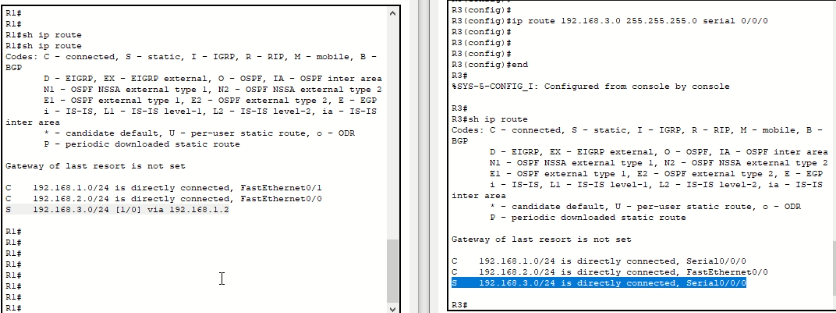 R1#
R1#
R1#sh ip route
R1#sh ip route
Codes: C - connected, S - static, I - IGRP, R - RIP, M - mobile, B -
BGP
D - EIGRP, EX - EIGRP external, O - OSPF, IA - OSPF inter area
N1 - OSPF NSSA external type 1, N2 - OSPF NSSA external type 2
E1 - OSPF external type 1, E2 - OSPF external type 2, E - EGP
i - IS-IS, L1 - IS-IS level-1, L2 - IS-IS level-2, ia - IS-IS
inter area
* - candidate default, U - per-user static route, o - ODR
P - periodic downloaded static route
Gateway of last resort is not set
C 192.168.1.0/24 is directly connected, FastEthernet0/1
C 192.168.2.0/24 is directly connected, FastEthernet0/0
S 192.168.3.0/24 [1/0] via 192.168.1.2
R1#
R1#
R1#
R1#
R1#
R1#
R1#
R1#
R3(config)#
R3(config)#ip route 192.168.3.0 255.255.255.0 serial 0/0/0
R3(config)#
R3(config)#
R3(config)#
R3(config)#end
R3#
%SYS-5-CONFIG_I: Configured from console by console
R3#
R3#sh ip route
Codes: C - connected, S - static, I - IGRP, R - RIP, M - mobile, B -
BGP
D - EIGRP, EX - EIGRP external, O - OSPF, IA - OSPF inter area
N1 - OSPF NSSA external type 1, N2 - OSPF NSSA external type 2
E1 - OSPF external type 1, E2 - OSPF external type 2, E - EGP
i - IS-IS, L1 - IS-IS level-1, L2 - IS-IS level-2, ia - IS-IS
inter area
* - candidate default, U - per-user static route, o - ODR
P - periodic downloaded static route
Gateway of last resort is not set
C 192.168.1.0/24 is directly connected, Serial0/0/0
C 192.168.2.0/24 is directly connected, FastEthernet0/0
S 192.168.3.0/24 is directly connected, Serial0/0/0
R3#